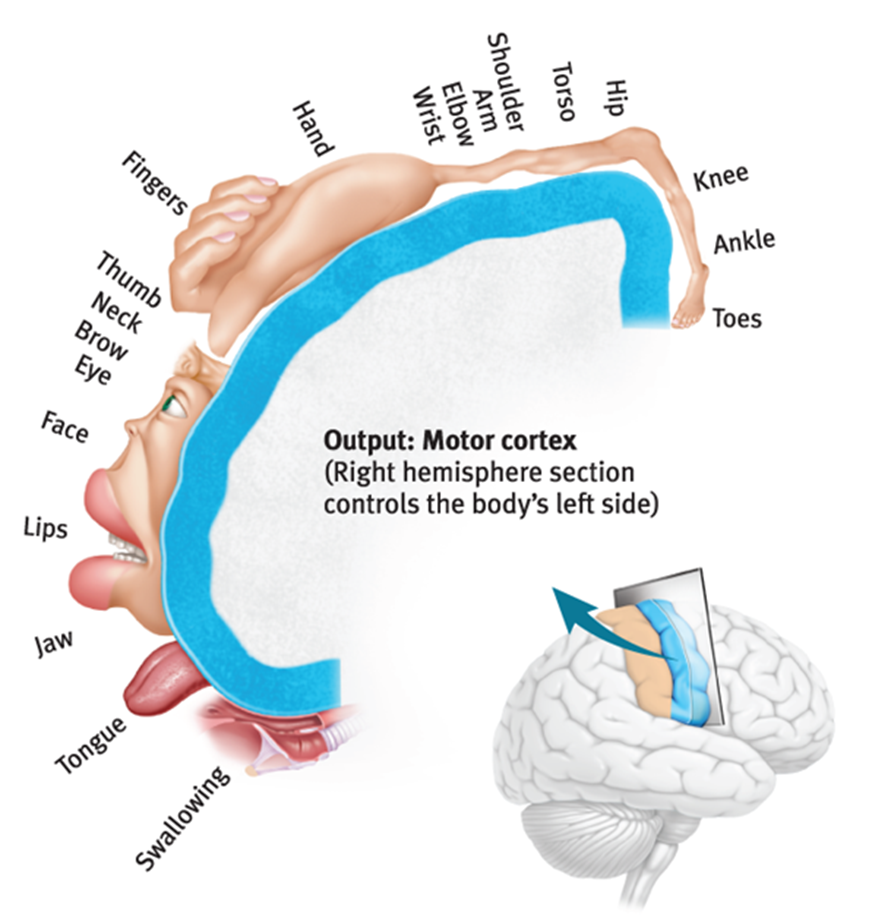 Shoulder
Arm
Elbow
Wrist
Torso
Hip
Hand
Fingers
Knee
Ankle
Toes
Thumb
Neck
Brow
Eye
Face
Lips
Jaw
Tongue
Swallowing
Output: Motor cortex
(Right hemisphere section
controls the body’s left side)